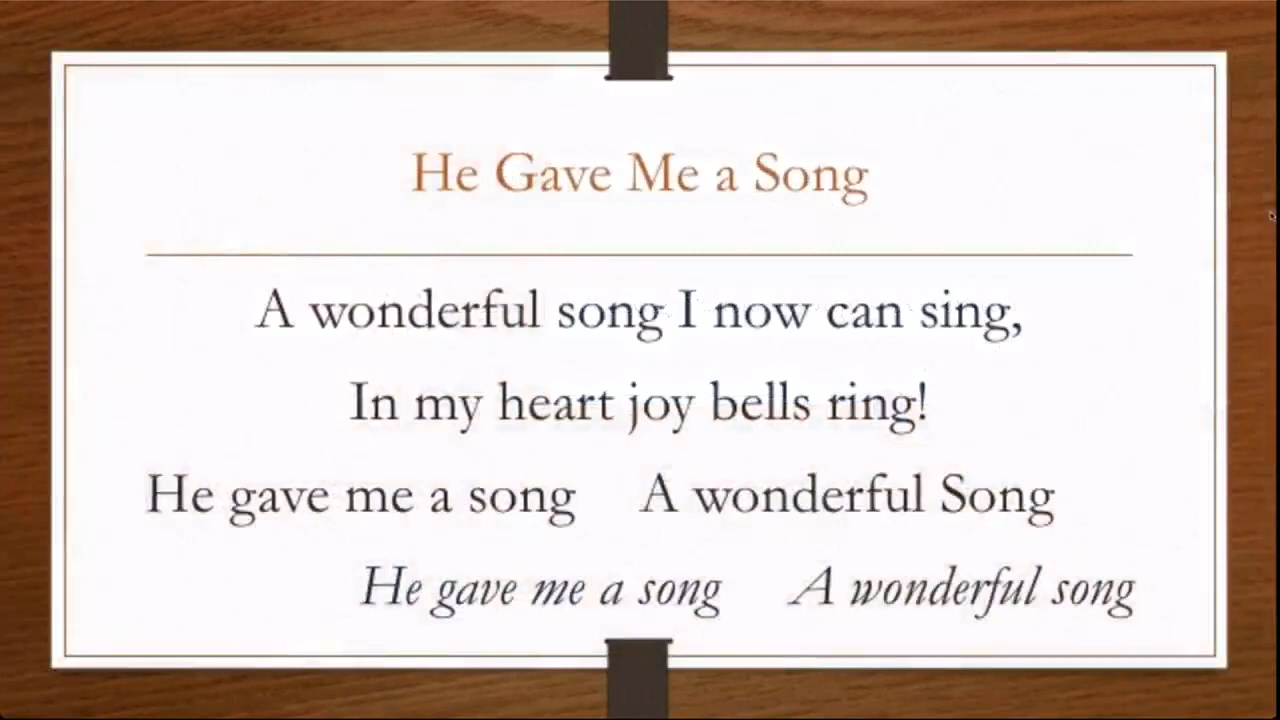 He Gave Me a Song
A wonderful song I now can sing,
In my heart joy bells ring!
He gave me a song A wonderful Song
He gave me a song A wonderful song